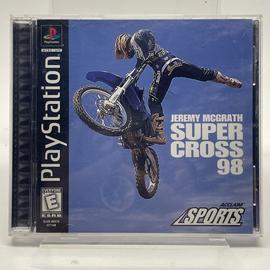 PlayStation
JEREMY MCGRATH
SUPER
CROSS
98
ACCLAIM
SPORTS
EVERYONE
E
ESRB